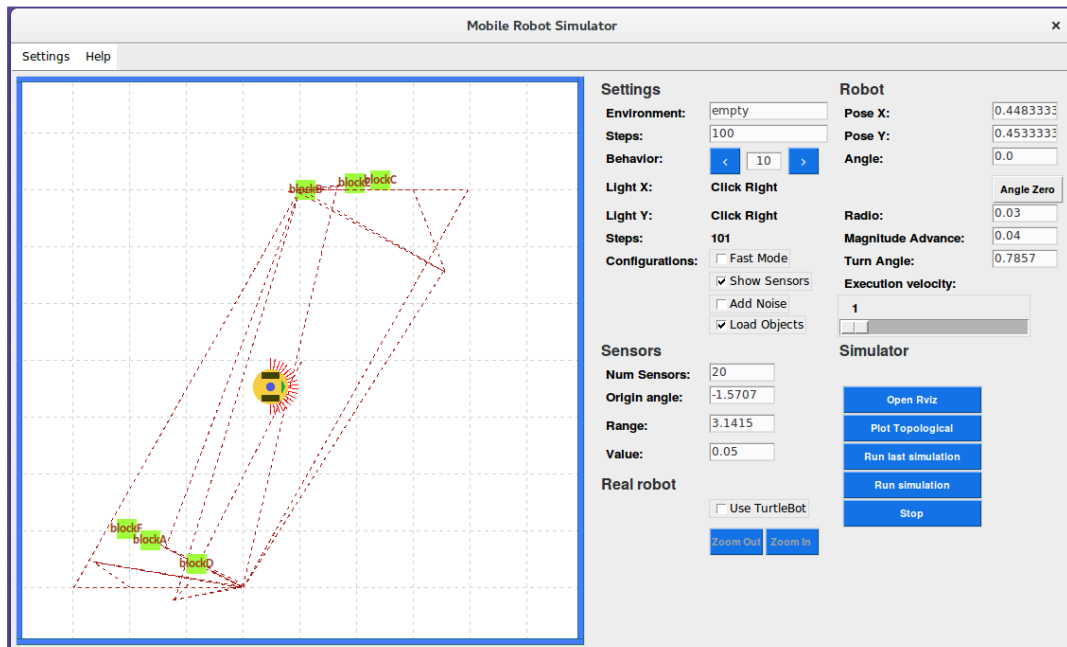 Mobile Robot Simulator ×
Settings Help
blockB
blockC
blockF
blockA
blockD
Settings
Environment: empty
Steps: 100
Behavior: < 10 >
Light X: Click Right
Light Y: Click Right
Steps: 101
Configurations: Fast Mode
Show Sensors
Add Noise
Load Objects
Sensors
Num Sensors: 20
Origin angle: -1.5707
Range: 3.1415
Value: 0.05
Real robot
Use TurtleBot
Zoom Out Zoom In
Robot
Pose X: 0.4483333
Pose Y: 0.4533333
Angle: 0.0
Angle Zero
Radio: 0.03
Magnitude Advance: 0.04
Turn Angle: 0.7857
Execution velocity:
1
Simulator
Open Rviz
Plot Topological
Run last simulation
Run simulation
Stop